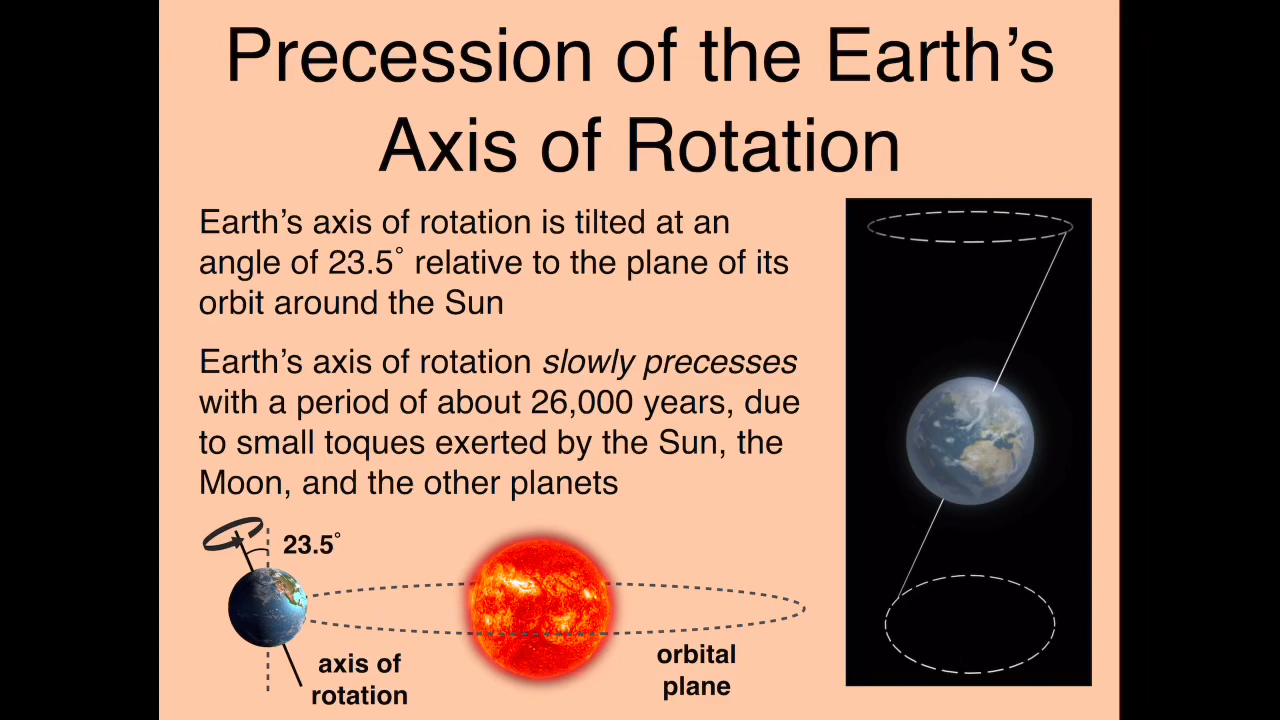 Precession of the Earth’s
Axis of Rotation
Earth’s axis of rotation is tilted at an
angle of 23.5˚ relative to the plane of its
orbit around the Sun
Earth’s axis of rotation slowly precesses
with a period of about 26,000 years, due
to small toques exerted by the Sun, the
Moon, and the other planets
23.5˚
axis of
rotation
orbital
plane